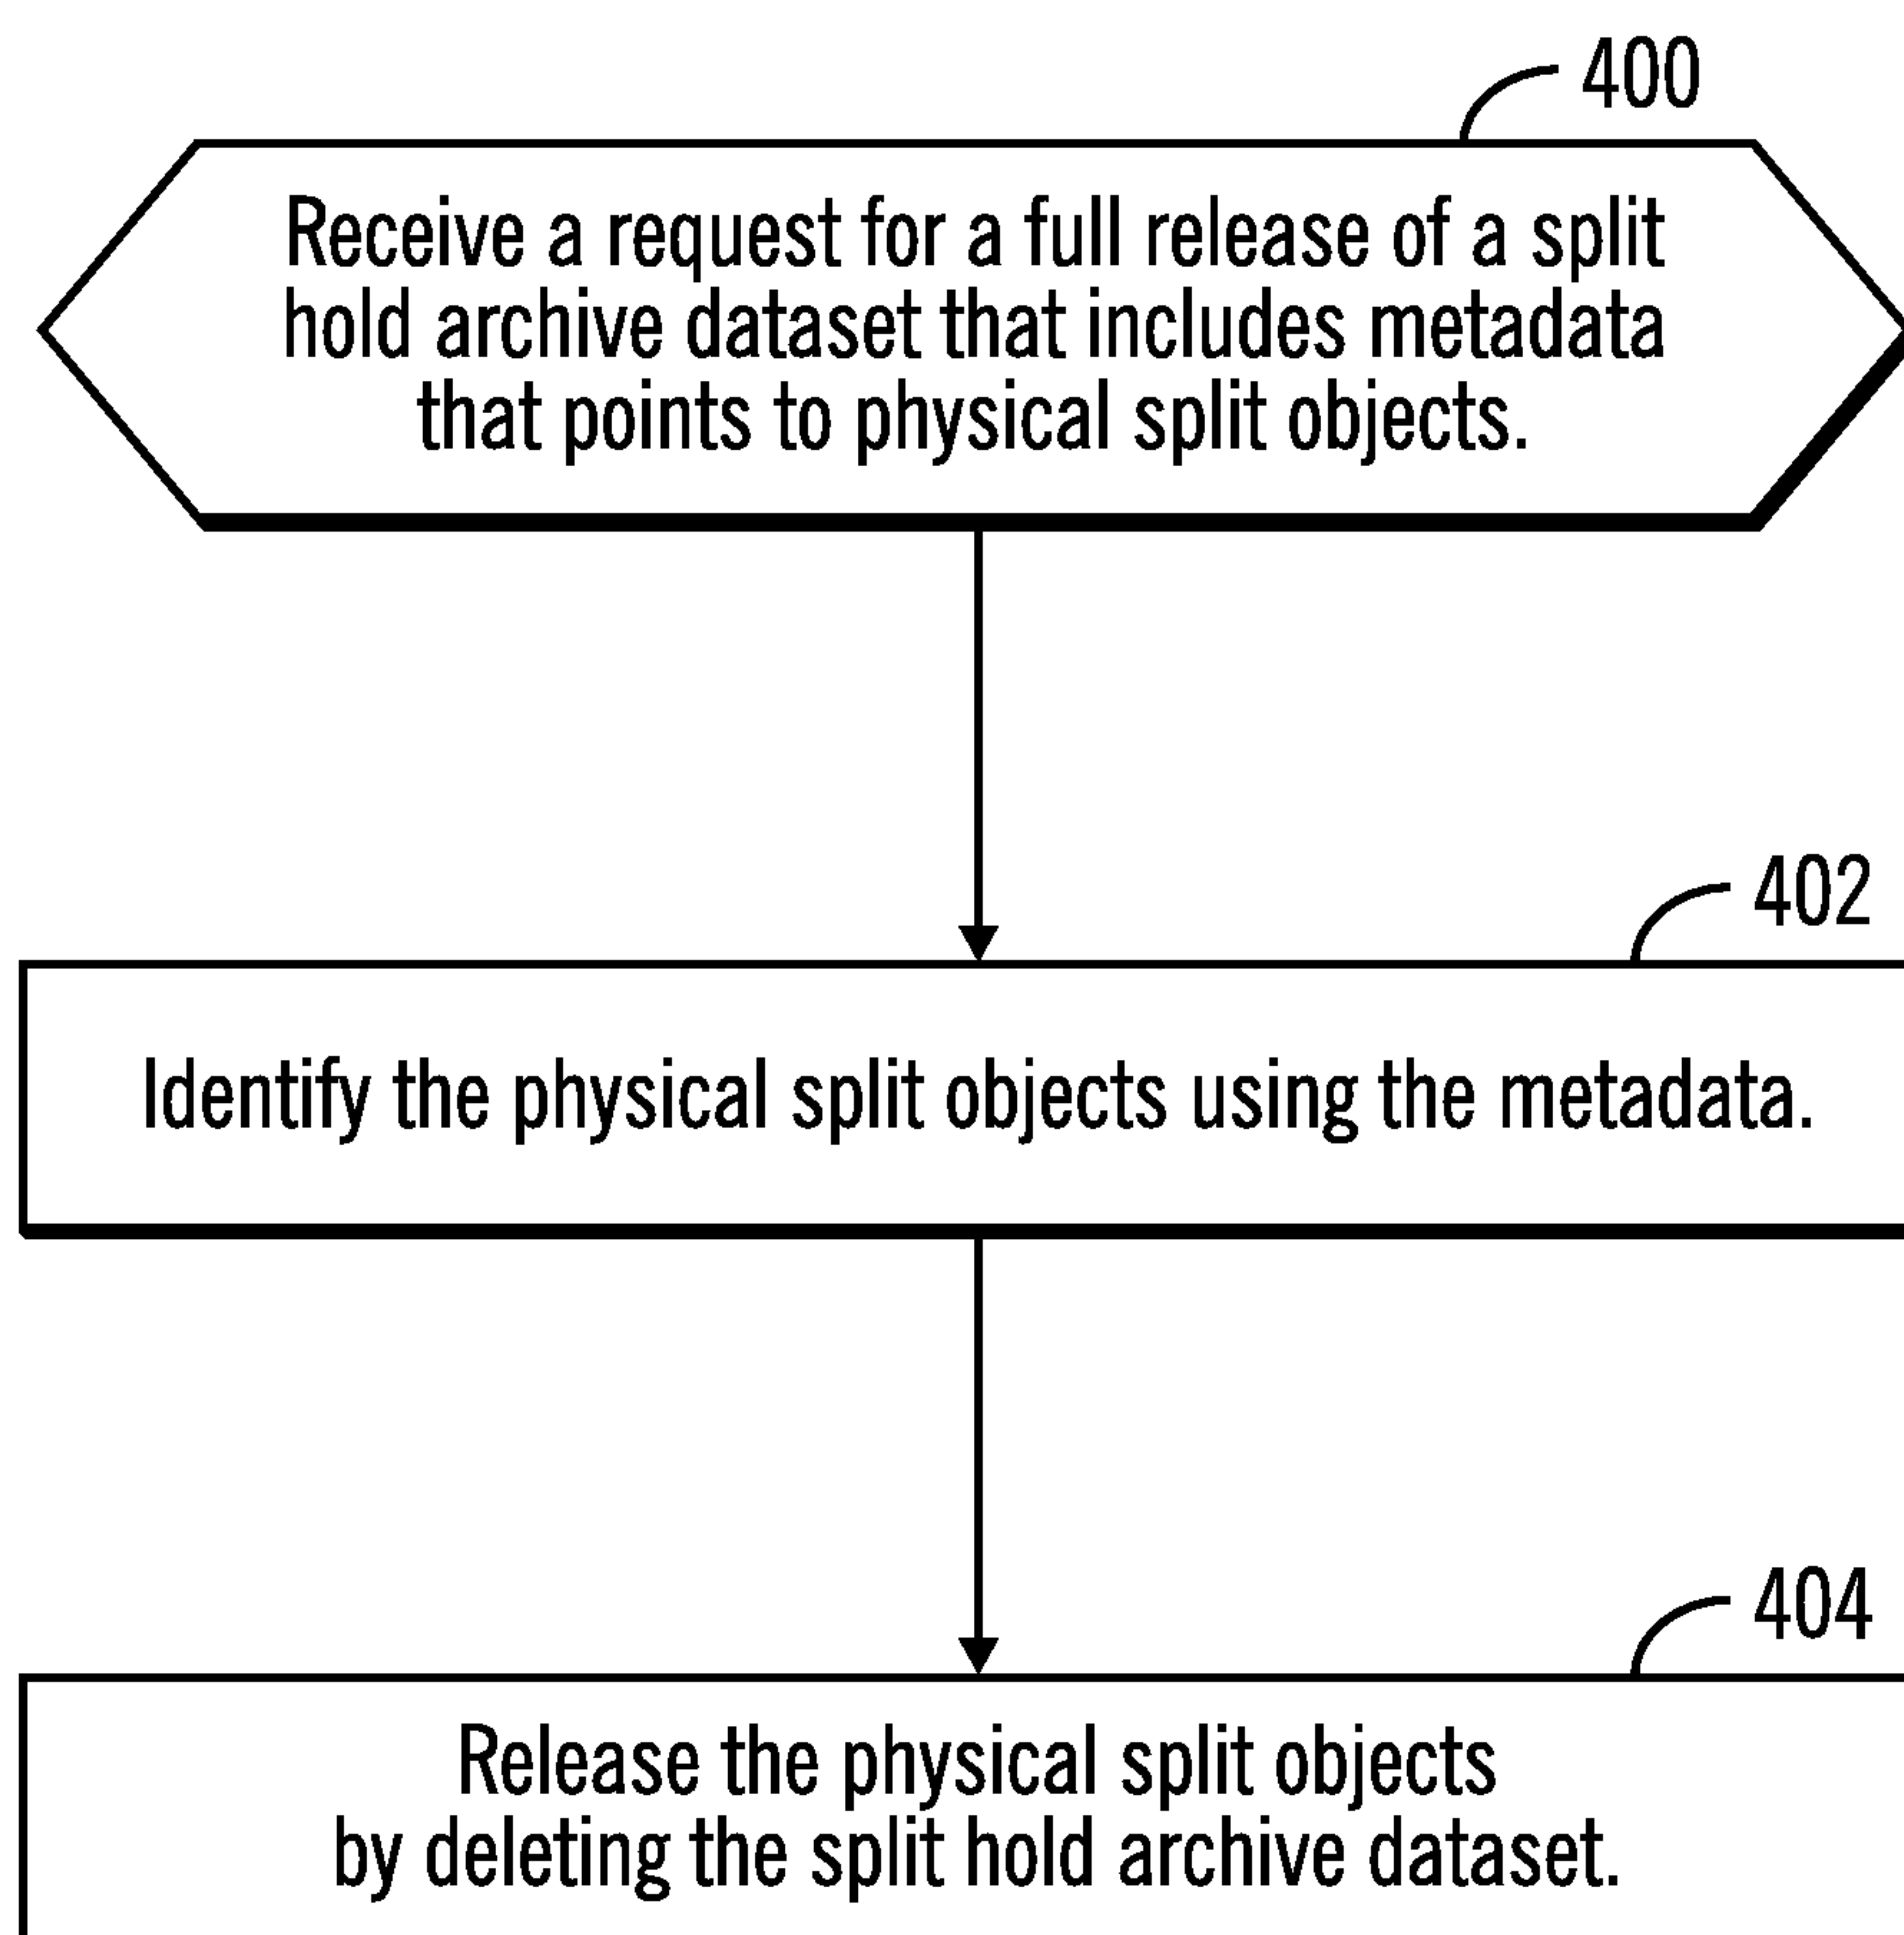 400
Receive a request for a full release of a split
hold archive dataset that includes metadata
that points to physical split objects.
402
Identify the physical split objects using the metadata.
404
Release the physical split objects
by deleting the split hold archive dataset.